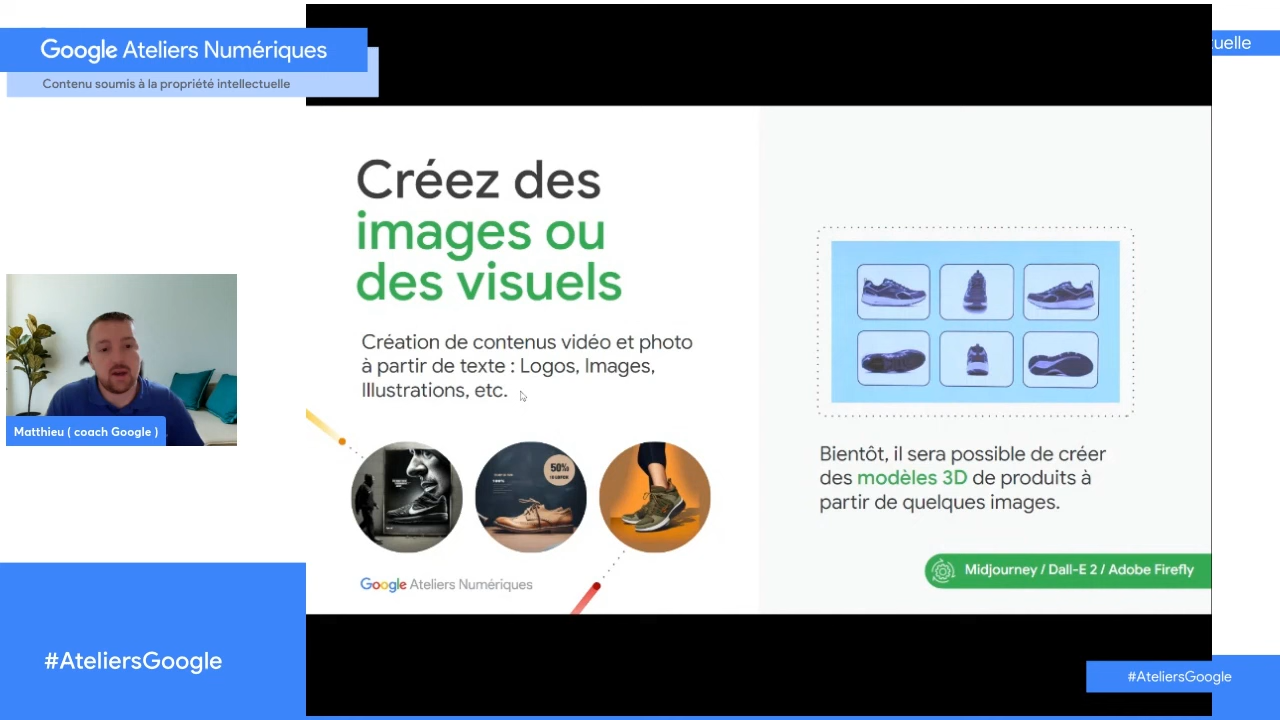 Google Ateliers Numériques
Contenu soumis à la propriété intellectuelle
tuelle
Créez des
images ou
des visuels
Création de contenus vidéo et photo
à partir de texte : Logos, Images,
Illustrations, etc.
50%
Bientôt, il sera possible de créer
des modèles 3D de produits à
partir de quelques images.
Midjourney / Dall-E 2 / Adobe Firefly
Google Ateliers Numériques
Matthieu ( coach Google )
#AteliersGoogle
#AteliersGoogle